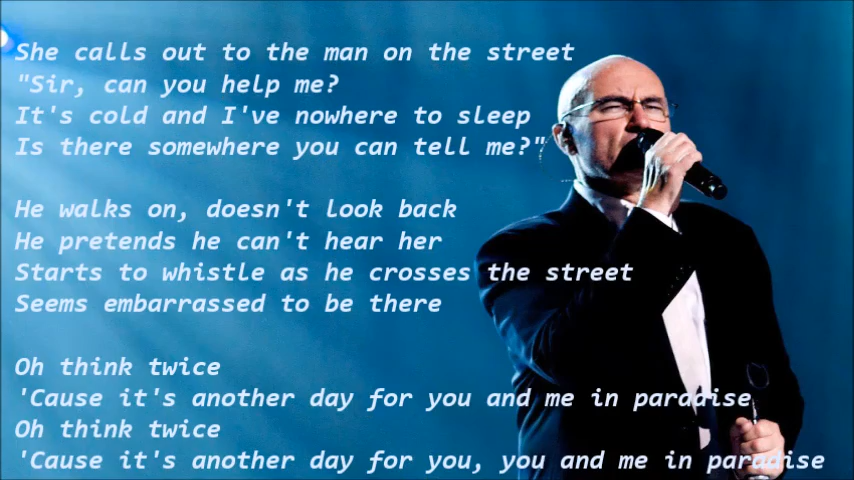 She calls out to the man on the street
"Sir, can you help me?
It's cold and I've nowhere to sleep
Is there somewhere you can tell me?"
He walks on, doesn't look back
He pretends he can't hear her
Starts to whistle as he crosses the street
Seems embarrassed to be there
Oh think twice
'Cause it's another day for you and me in paradise
Oh think twice
'Cause it's another day for you, you and me in paradise